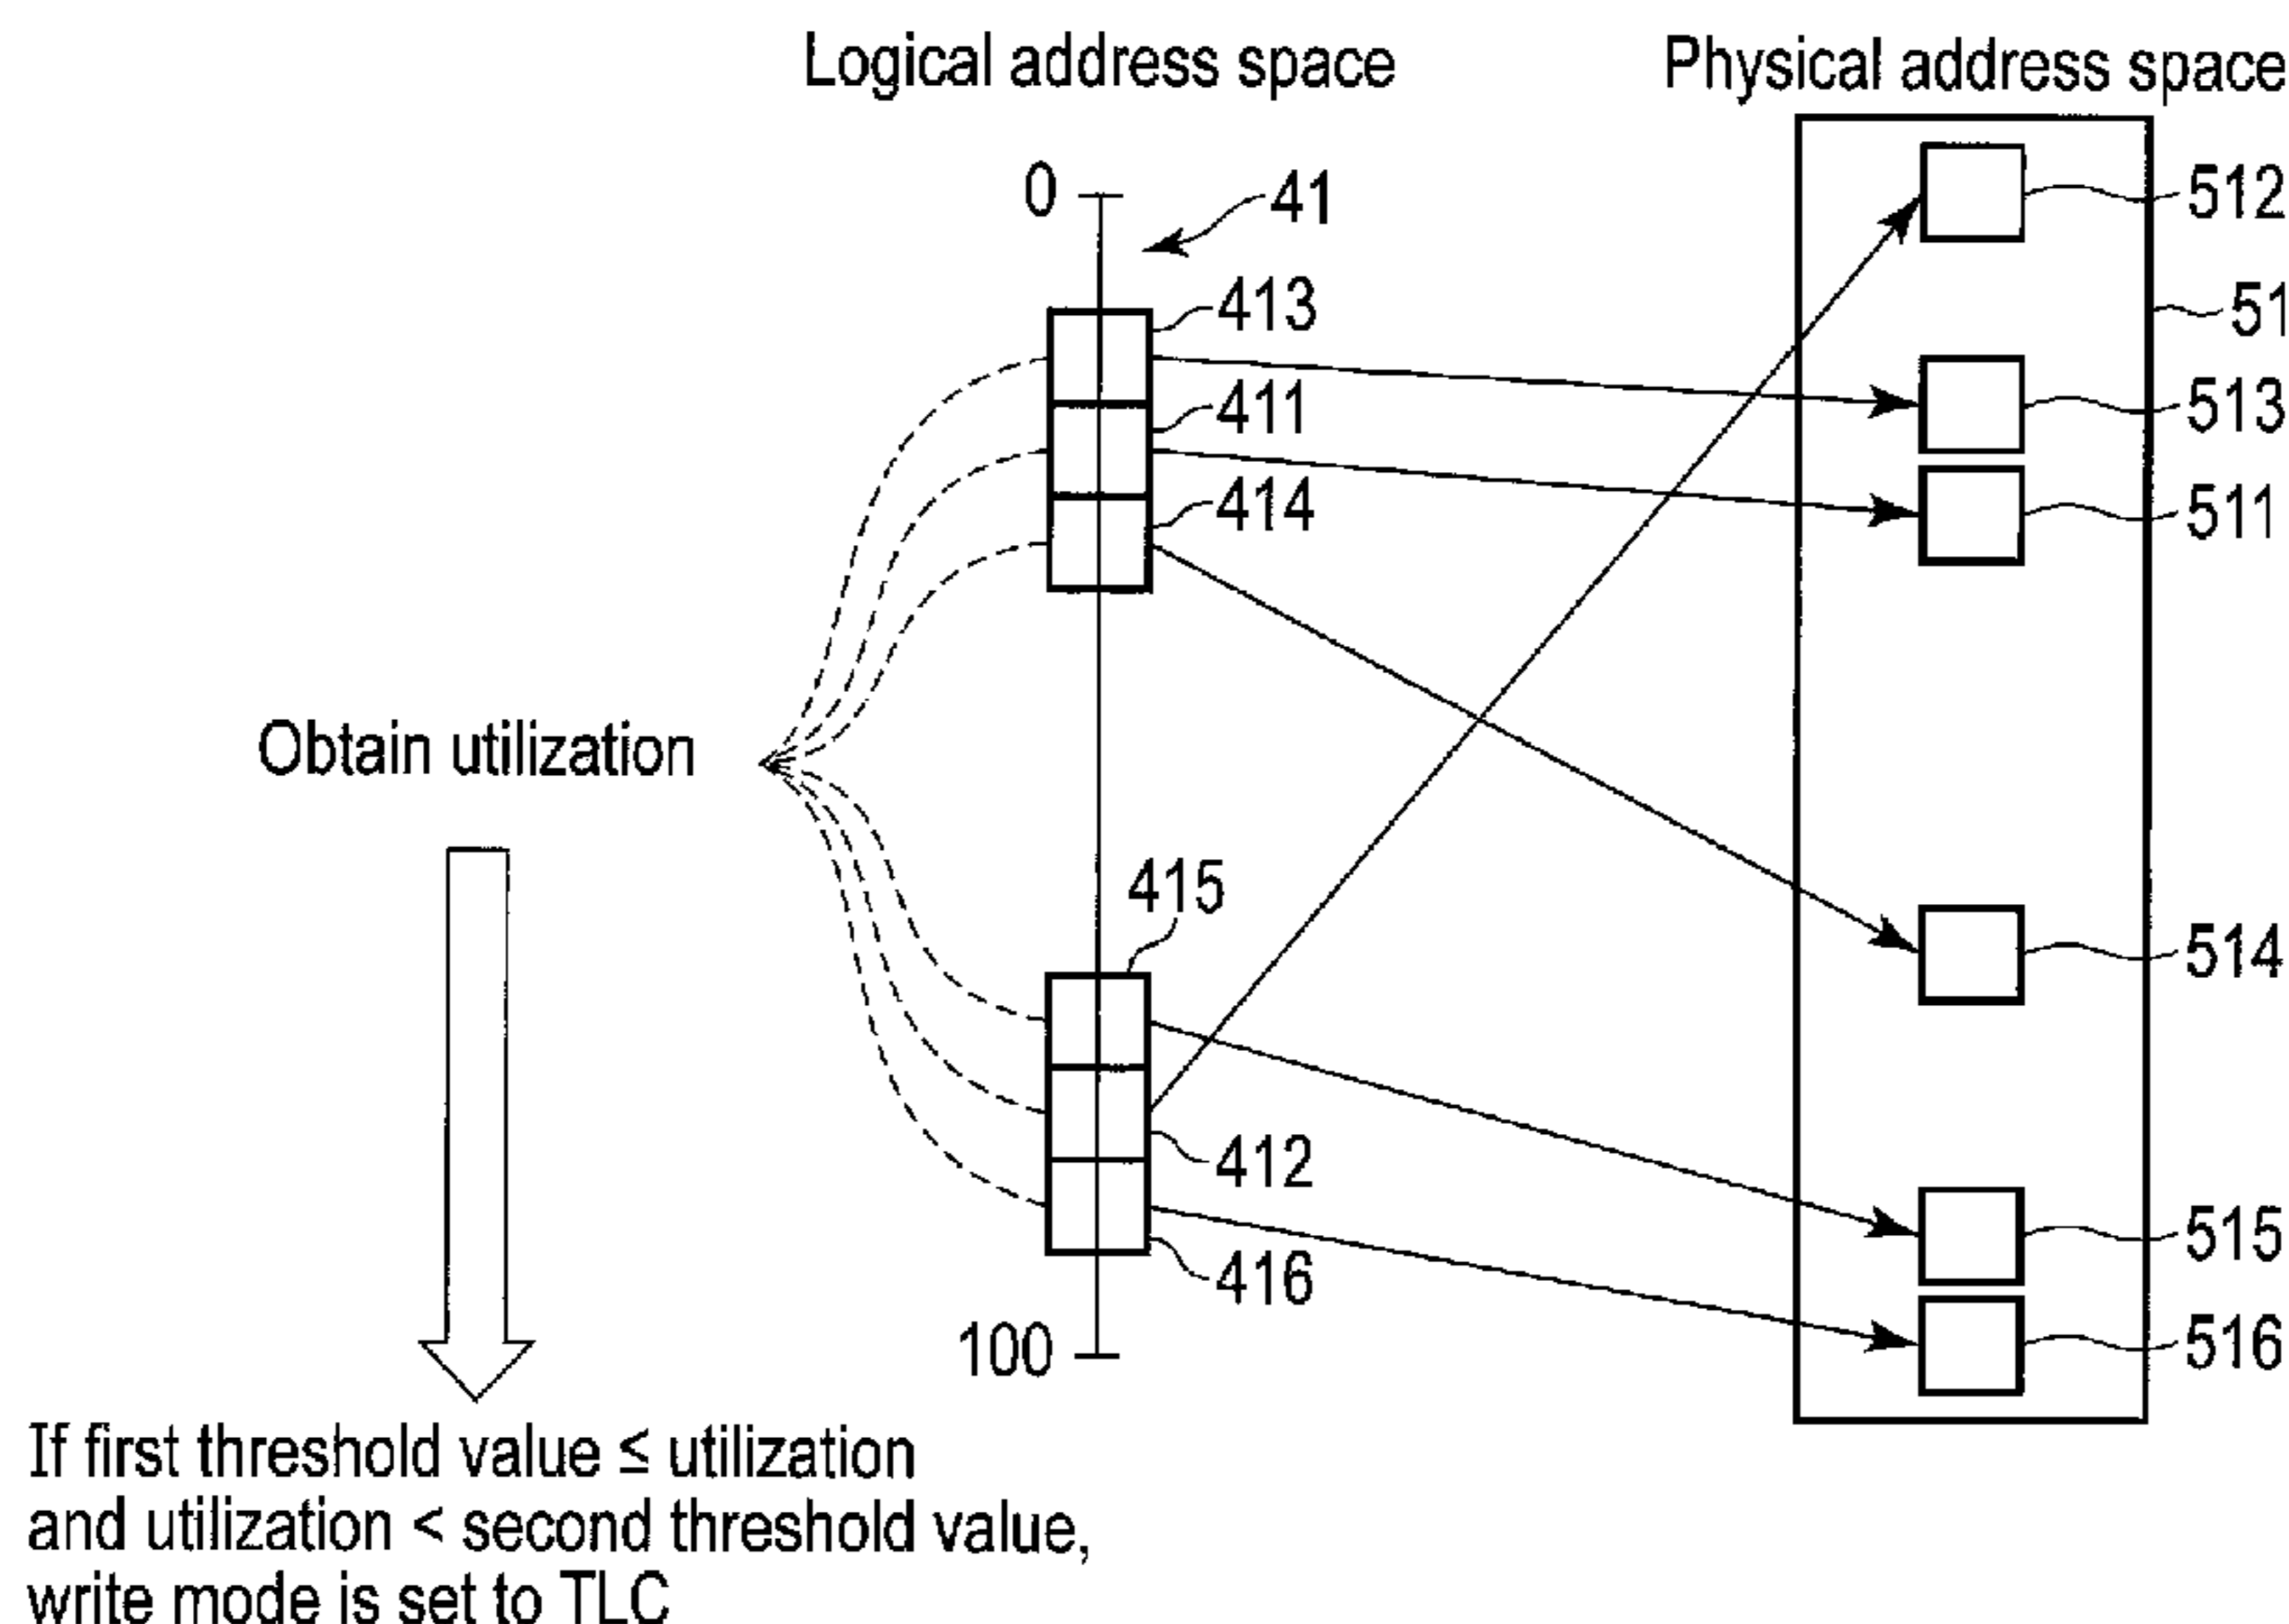 Logical address space
Physical address space
0
41
512
51
413
513
411
511
414
Obtain utilization
415
514
412
515
416
100
516
If first threshold value ≤ utilization
and utilization < second threshold value,
write mode is set to TLC